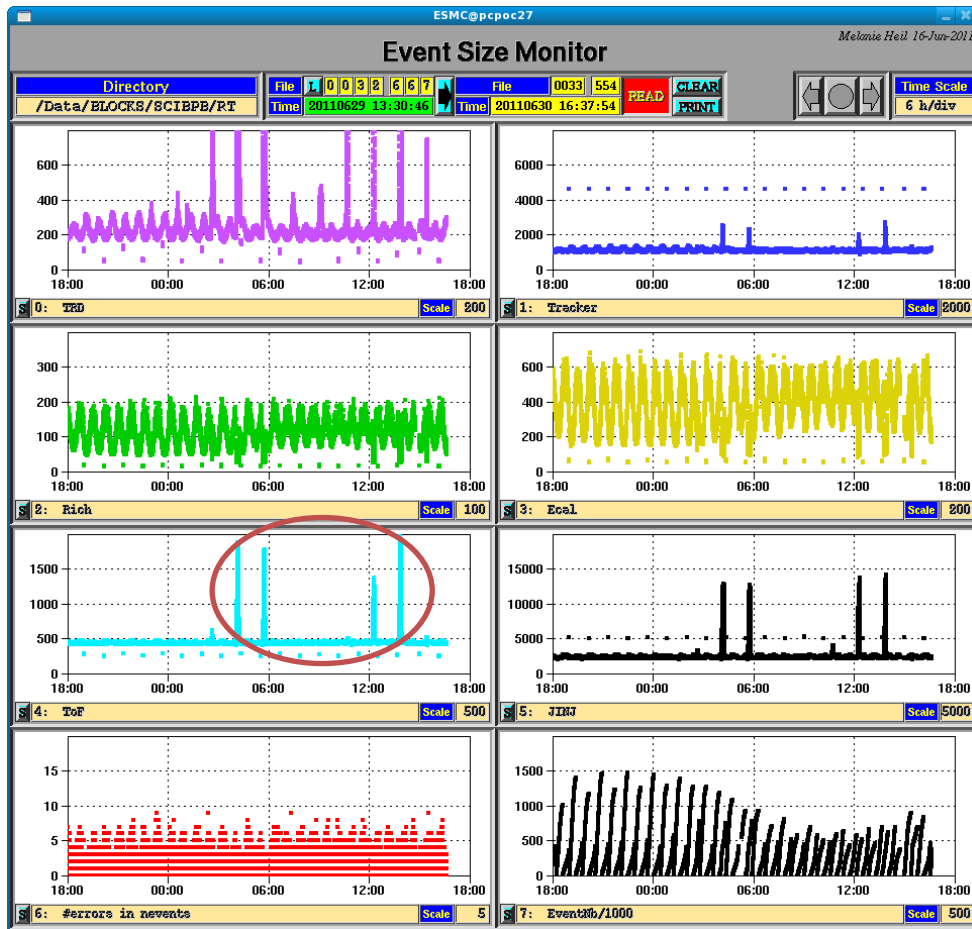 ESMC@pcpoc27
Event Size Monitor
Melanie Heil 16-Jun-2011
Directory
/Data/BLOCKS/SCIBPB/RT
File L 0 0 3 2 6 6 7
Time 20110629 13:30:46
File 0033 554
Time 20110630 16:37:54
READ
CLEAR
PRINT
Time Scale
6 h/div
600
400
200
0
18:00 00:00 06:00 12:00 18:00
S 0: TRD Scale 200
6000
4000
2000
0
18:00 00:00 06:00 12:00 18:00
S 1: Tracker Scale 2000
300
200
100
0
18:00 00:00 06:00 12:00 18:00
S 2: Rich Scale 100
600
400
200
0
18:00 00:00 06:00 12:00 18:00
S 3: Ecal Scale 200
1500
1000
500
0
18:00 00:00 06:00 12:00 18:00
S 4: ToF Scale 500
15000
10000
5000
0
18:00 00:00 06:00 12:00 18:00
S 5: JINJ Scale 5000
15
10
5
0
18:00 00:00 06:00 12:00 18:00
S 6: #errors in nevents Scale 5
1500
1000
500
0
18:00 00:00 06:00 12:00 18:00
S 7: EventNb/1000 Scale 500